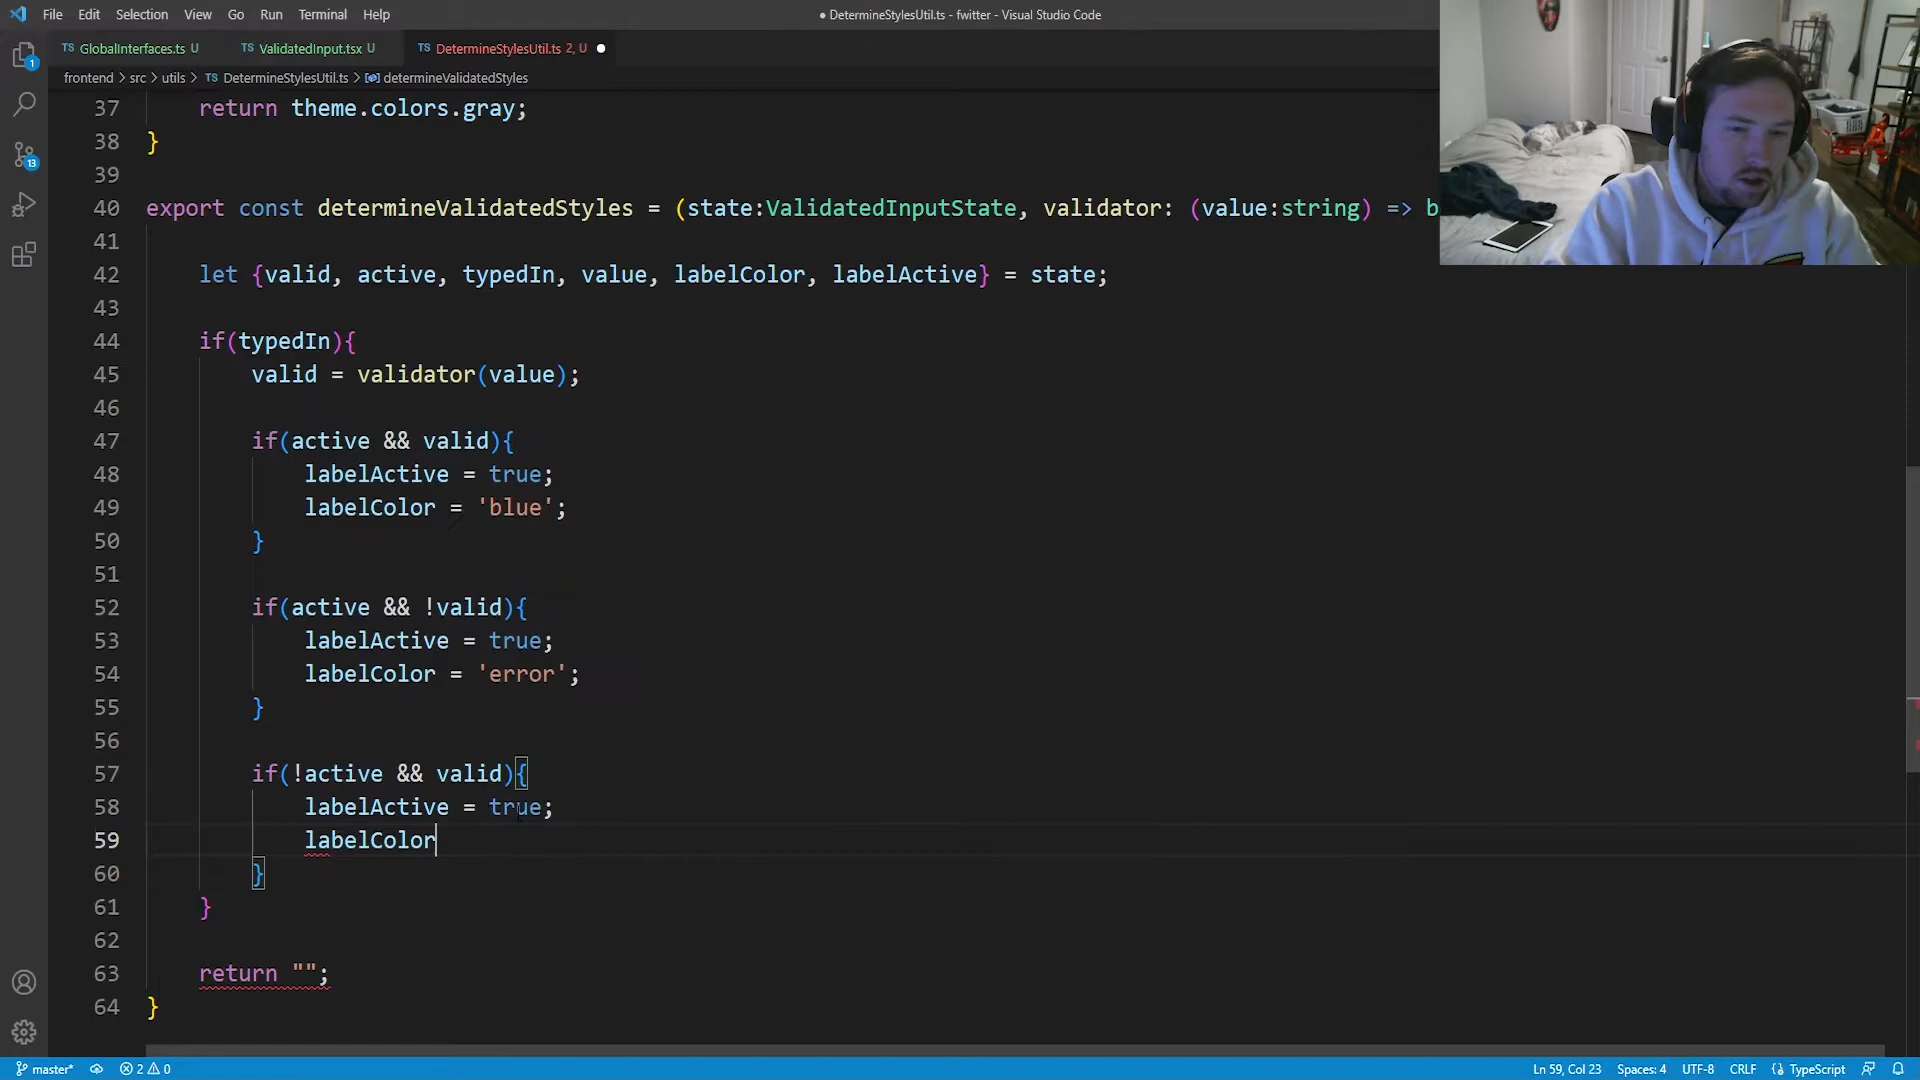 File Edit Selection View Go Run Terminal Help
● DetermineStylesUtil.ts - fwitter - Visual Studio Code
TS GlobalInterfaces.ts U
TS ValidatedInput.tsx U
TS DetermineStylesUtil.ts 2, U ●
frontend > src > utils > TS DetermineStylesUtil.ts > determineValidatedStyles
37 return theme.colors.gray;
38 }
39
40 export const determineValidatedStyles = (state:ValidatedInputState, validator: (value:string) => b
41
42 let {valid, active, typedIn, value, labelColor, labelActive} = state;
43
44 if(typedIn){
45 valid = validator(value);
46
47 if(active && valid){
48 labelActive = true;
49 labelColor = 'blue';
50 }
51
52 if(active && !valid){
53 labelActive = true;
54 labelColor = 'error';
55 }
56
57 if(!active && valid){
58 labelActive = true;
59 labelColor
60 }
61 }
62
63 return "";
64 }
1
13
master* 2 0
Ln 59, Col 23 Spaces: 4 UTF-8 CRLF {} TypeScript